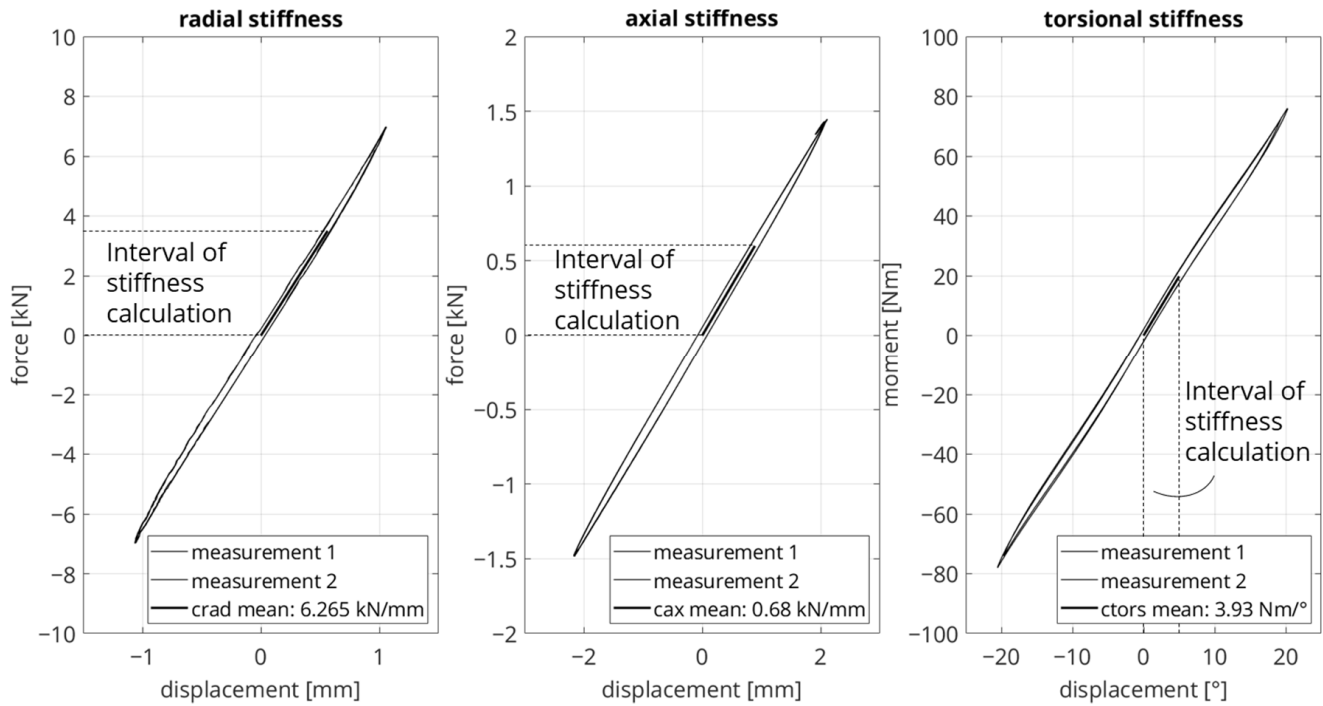 radial stiffness
10
8
6
4
2
0
−2
−4
−6
−8
−10
force [kN]
Interval of
stiffness
calculation
measurement 1
measurement 2
crad mean: 6.265 kN/mm
−1
0
1
displacement [mm]
axial stiffness
2
1.5
1
0.5
0
−0.5
−1
−1.5
−2
force [kN]
Interval of
stiffness
calculation
measurement 1
measurement 2
cax mean: 0.68 kN/mm
−2
0
2
displacement [mm]
torsional stiffness
100
80
60
40
20
0
−20
−40
−60
−80
−100
moment [Nm]
Interval of
stiffness
calculation
measurement 1
measurement 2
ctors mean: 3.93 Nm/°
−20
−10
0
10
20
displacement [°]